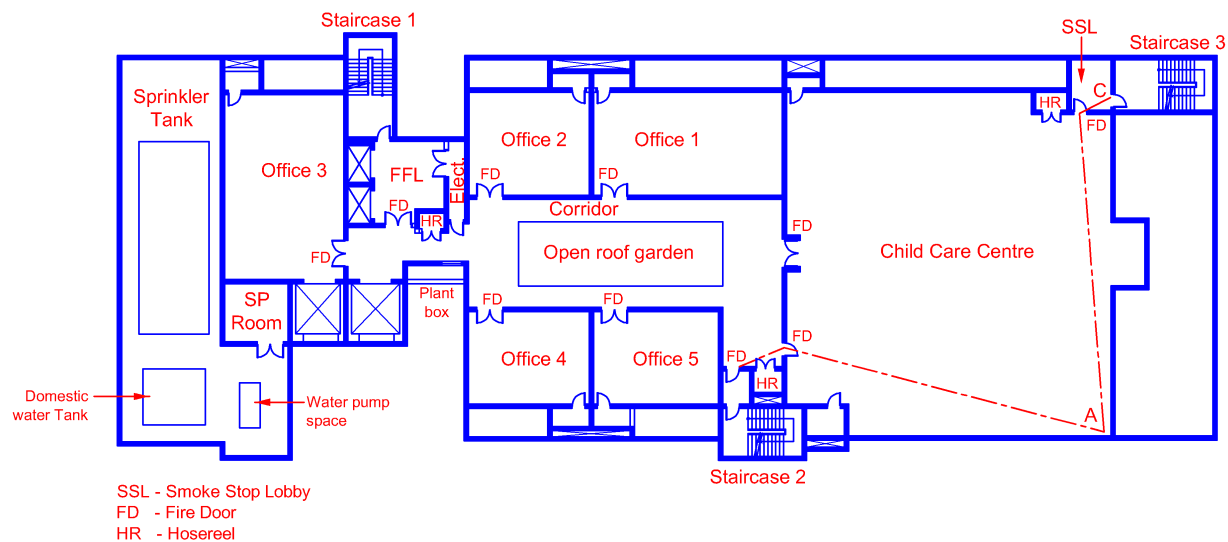 Staircase 1
SSL
Staircase 3
Sprinkler
Tank
C
HR
FD
Office 2
Office 1
Office 3
FFL
Elect.
FD
FD
FD
HR
Corridor
FD
Open roof garden
Child Care Centre
FD
SP
Room
Plant
box
FD
FD
FD
Office 4
Office 5
FD
HR
Domestic
water Tank
Water pump
space
A
Staircase 2
SSL - Smoke Stop Lobby
FD - Fire Door
HR - Hosereel